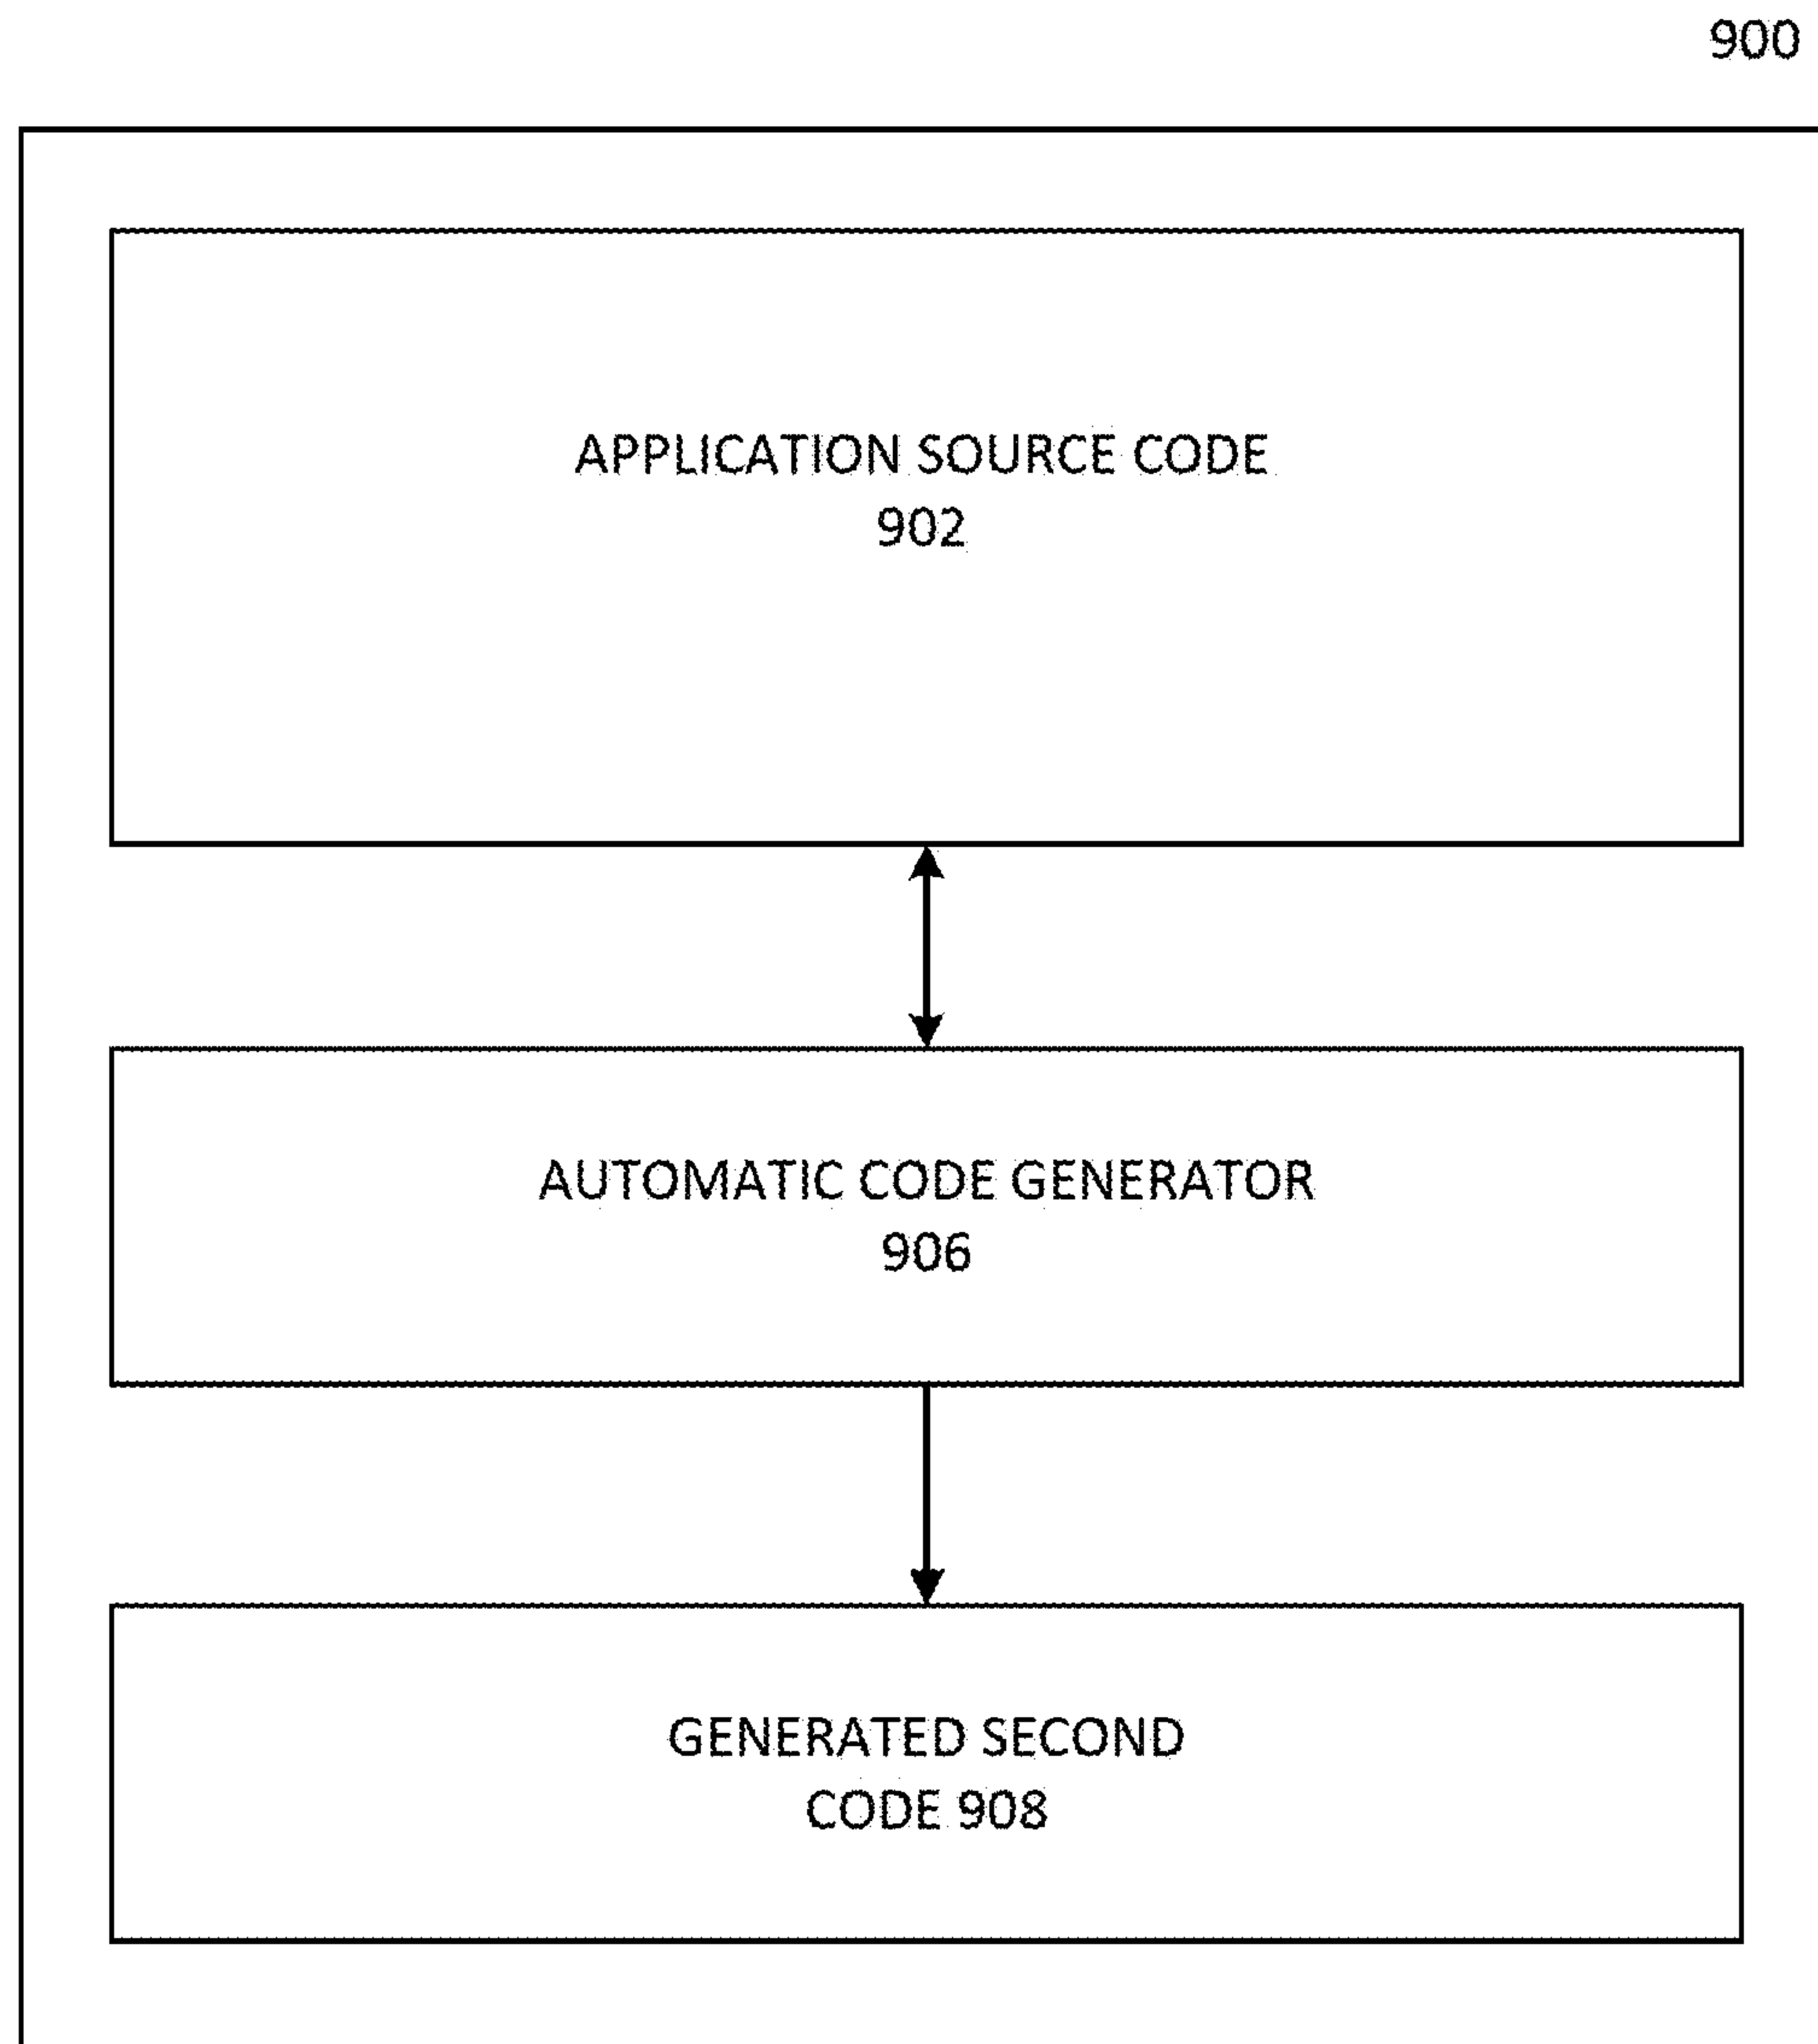 900
APPLICATION SOURCE CODE
902
AUTOMATIC CODE GENERATOR
906
GENERATED SECOND
CODE 908